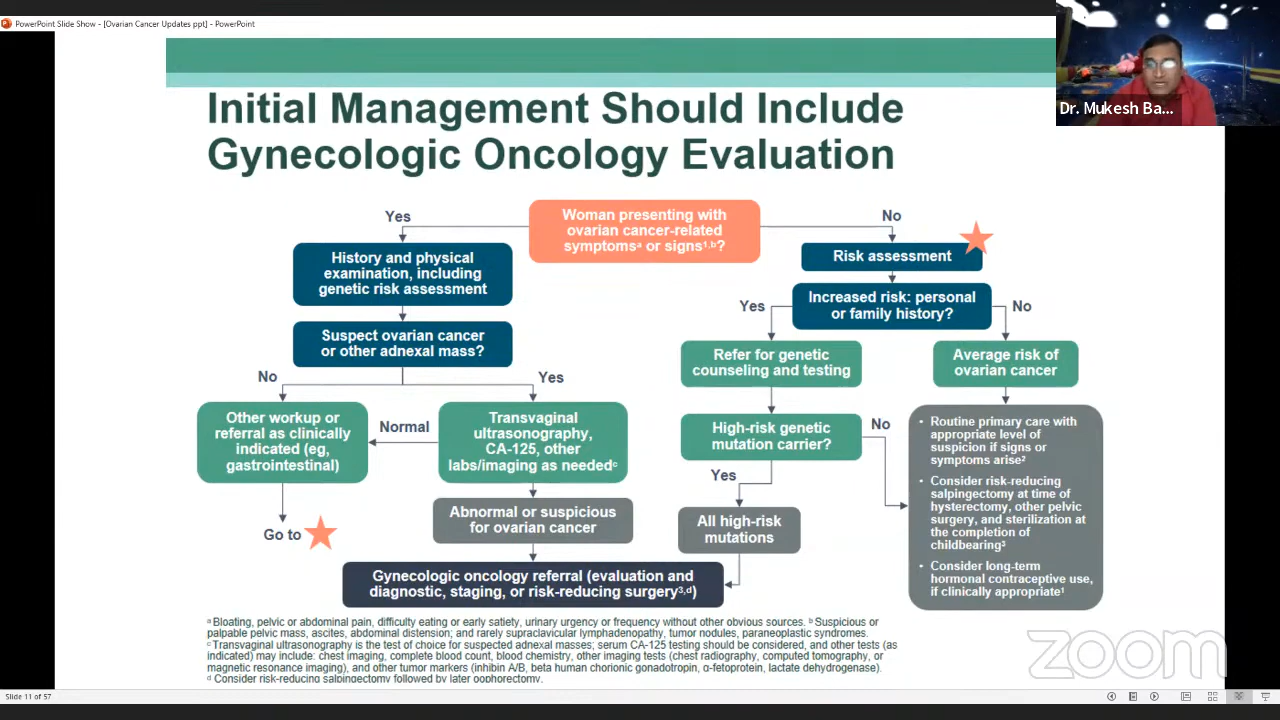 PowerPoint Slide Show - [Ovarian Cancer Updates ppt] - PowerPoint
Dr. Mukesh Ba...
Initial Management Should Include
Gynecologic Oncology Evaluation
Woman presenting with
ovarian cancer-related
symptomsᵃ or signs¹,ᵇ?
Yes
No
History and physical
examination, including
genetic risk assessment
Suspect ovarian cancer
or other adnexal mass?
No
Yes
Other workup or
referral as clinically
indicated (eg,
gastrointestinal)
Normal
Transvaginal
ultrasonography,
CA-125, other
labs/imaging as neededᶜ
Go to
Abnormal or suspicious
for ovarian cancer
Risk assessment
Increased risk: personal
or family history?
Yes
No
Refer for genetic
counseling and testing
Average risk of
ovarian cancer
High-risk genetic
mutation carrier?
No
Yes
All high-risk
mutations
• Routine primary care with
appropriate level of
suspicion if signs or
symptoms arise²
• Consider risk-reducing
salpingectomy at time of
hysterectomy, other pelvic
surgery, and sterilization at
the completion of
childbearing³
• Consider long-term
hormonal contraceptive use,
if clinically appropriate¹
Gynecologic oncology referral (evaluation and
diagnostic, staging, or risk-reducing surgery³,ᵈ)
ᵃ Bloating, pelvic or abdominal pain, difficulty eating or early satiety, urinary urgency or frequency without other obvious sources. ᵇ Suspicious or
palpable pelvic mass, ascites, abdominal distension; and rarely supraclavicular lymphadenopathy, tumor nodules, paraneoplastic syndromes.
ᶜ Transvaginal ultrasonography is the test of choice for suspected adnexal masses; serum CA-125 testing should be considered, and other tests (as
indicated) may include: chest imaging, complete blood count, blood chemistry, other imaging tests (chest radiography, computed tomography, or
magnetic resonance imaging), and other tumor markers (inhibin A/B, beta human chorionic gonadotropin, α-fetoprotein, lactate dehydrogenase).
ᵈ Consider risk-reducing salpingectomy followed by later oophorectomy.
zoom
Slide 11 of 57